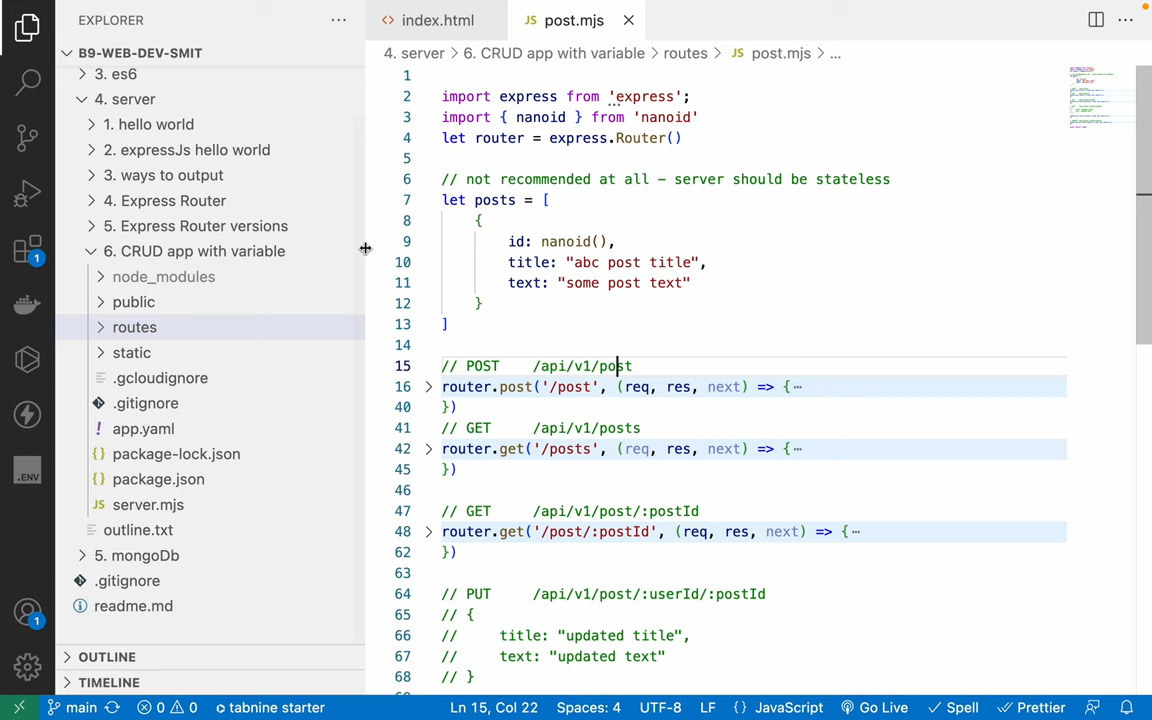 EXPLORER
B9-WEB-DEV-SMIT
3. es6
4. server
1. hello world
2. expressJs hello world
3. ways to output
4. Express Router
5. Express Router versions
6. CRUD app with variable
node_modules
public
routes
static
.gcloudignore
.gitignore
app.yaml
package-lock.json
package.json
server.mjs
outline.txt
5. mongoDb
.gitignore
readme.md
OUTLINE
TIMELINE
1
.ENV
1
index.html
JS post.mjs
4. server > 6. CRUD app with variable > routes > JS post.mjs > ...
1
2 import express from 'express';
3 import { nanoid } from 'nanoid'
4 let router = express.Router()
5
6 // not recommended at all - server should be stateless
7 let posts = [
8 {
9 id: nanoid(),
10 title: "abc post title",
11 text: "some post text"
12 }
13 ]
14
15 // POST /api/v1/post
16 router.post('/post', (req, res, next) => {…
40 })
41 // GET /api/v1/posts
42 router.get('/posts', (req, res, next) => {…
45 })
46
47 // GET /api/v1/post/:postId
48 router.get('/post/:postId', (req, res, next) => {…
62 })
63
64 // PUT /api/v1/post/:userId/:postId
65 // {
66 // title: "updated title",
67 // text: "updated text"
68 // }
main 0 0 tabnine starter Ln 15, Col 22 Spaces: 4 UTF-8 LF {} JavaScript Go Live Spell Prettier